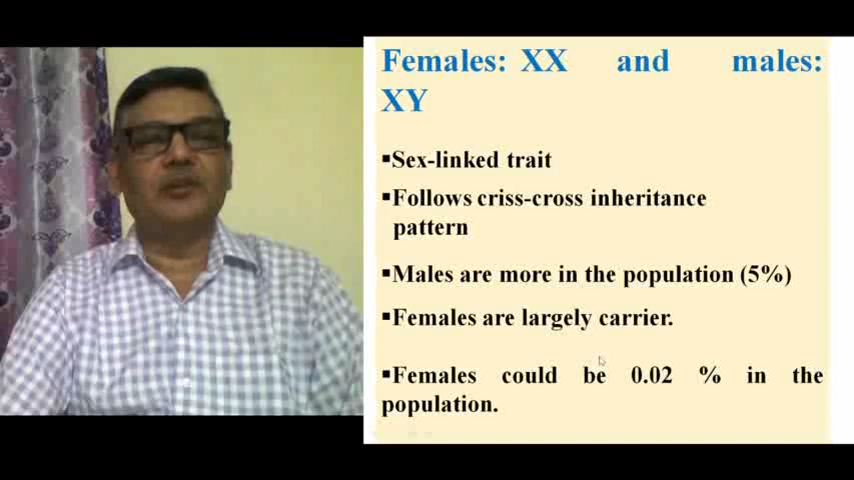 Females: XX and males:
XY
▪Sex-linked trait
▪Follows criss-cross inheritance
pattern
▪Males are more in the population (5%)
▪Females are largely carrier.
▪Females could be 0.02 % in the
population.